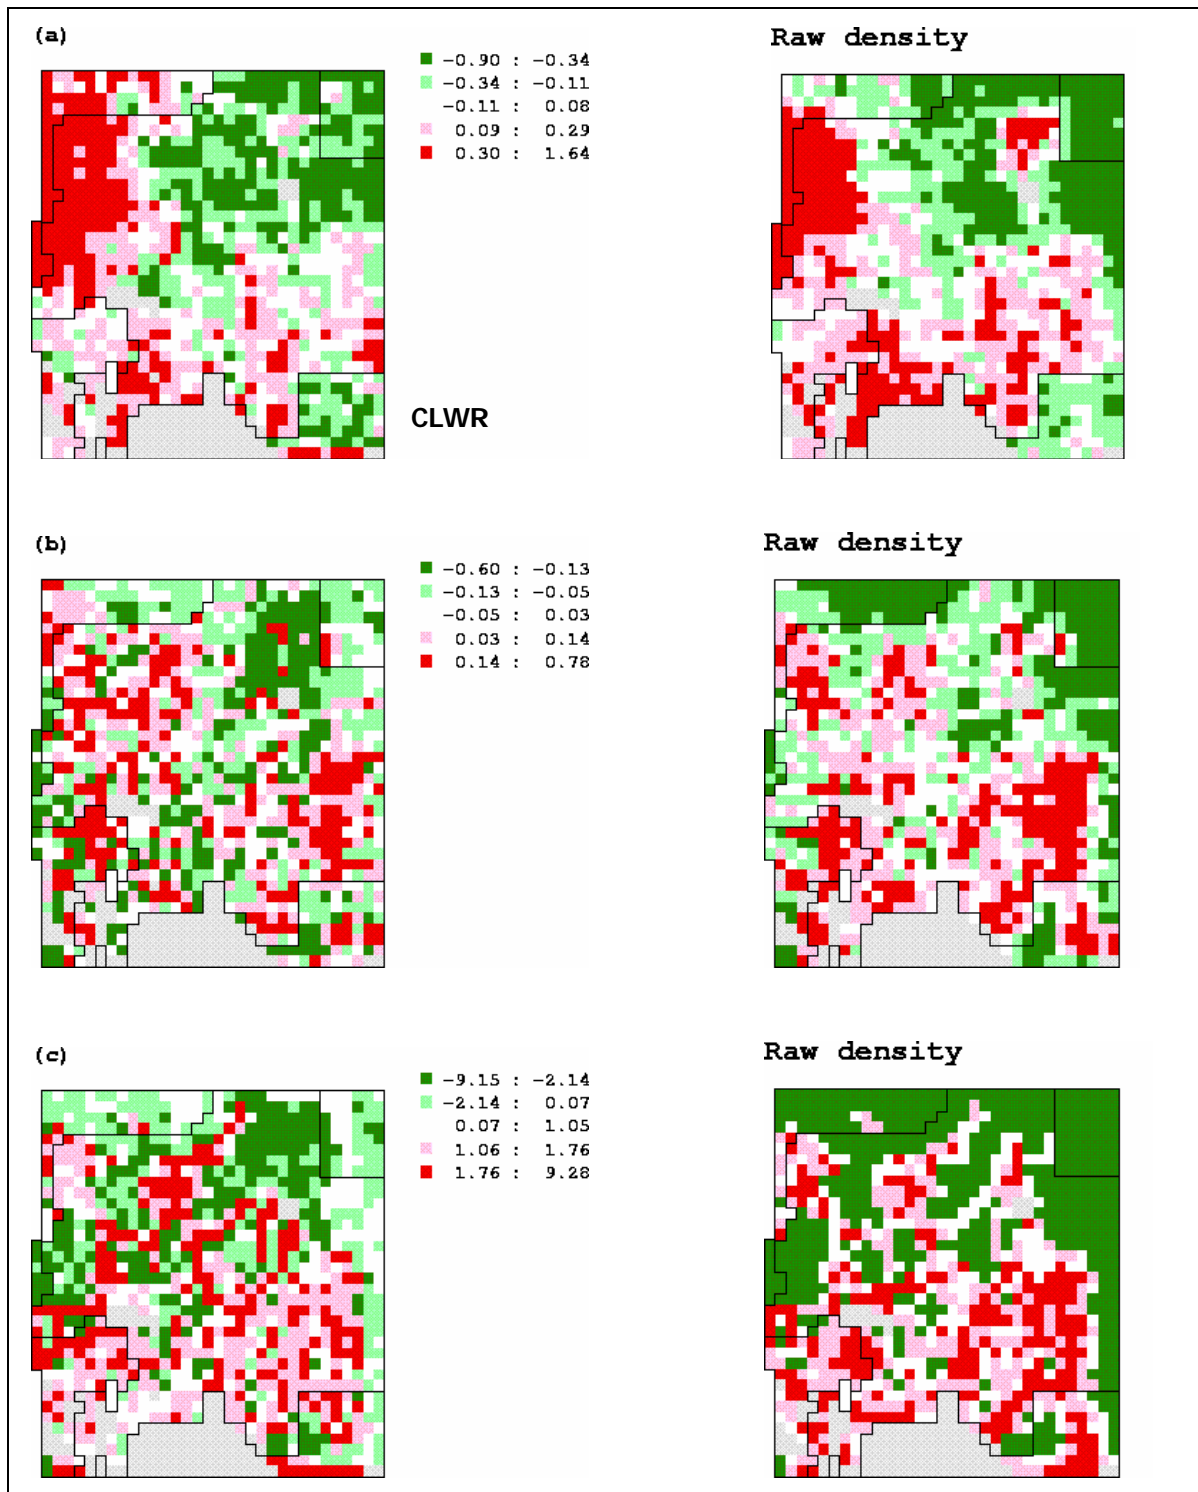 (a)
Raw density
-0.90 : -0.34
-0.34 : -0.11
-0.11 : 0.08
0.09 : 0.29
0.30 : 1.64
CLWR
(b)
Raw density
-0.60 : -0.13
-0.13 : -0.05
-0.05 : 0.03
0.03 : 0.14
0.14 : 0.78
(c)
Raw density
-9.15 : -2.14
-2.14 : 0.07
0.07 : 1.05
1.06 : 1.76
1.76 : 9.28